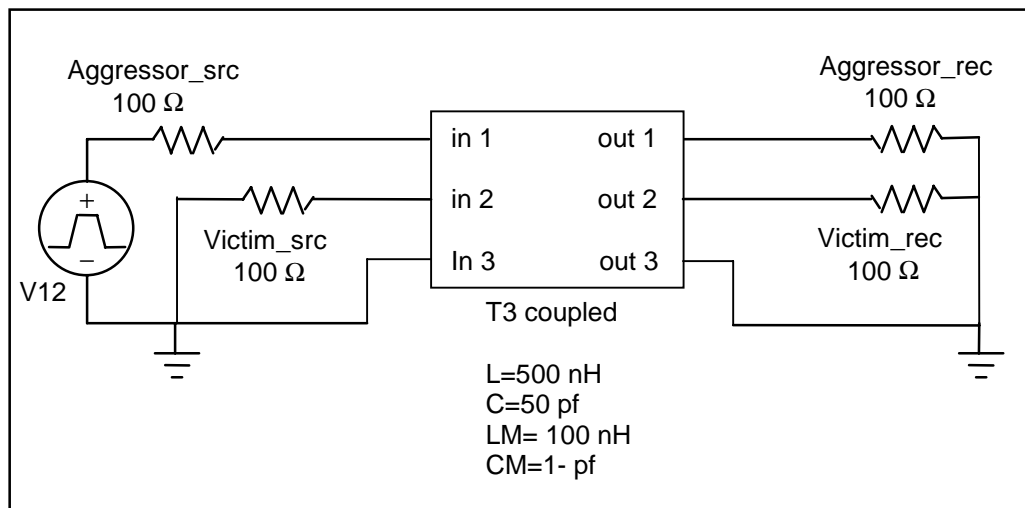 Aggressor_src
100 Ω
Aggressor_rec
100 Ω
in 1
out 1
in 2
out 2
In 3
out 3
+
−
V12
Victim_src
100 Ω
Victim_rec
100 Ω
T3 coupled
L=500 nH
C=50 pf
LM= 100 nH
CM=1- pf